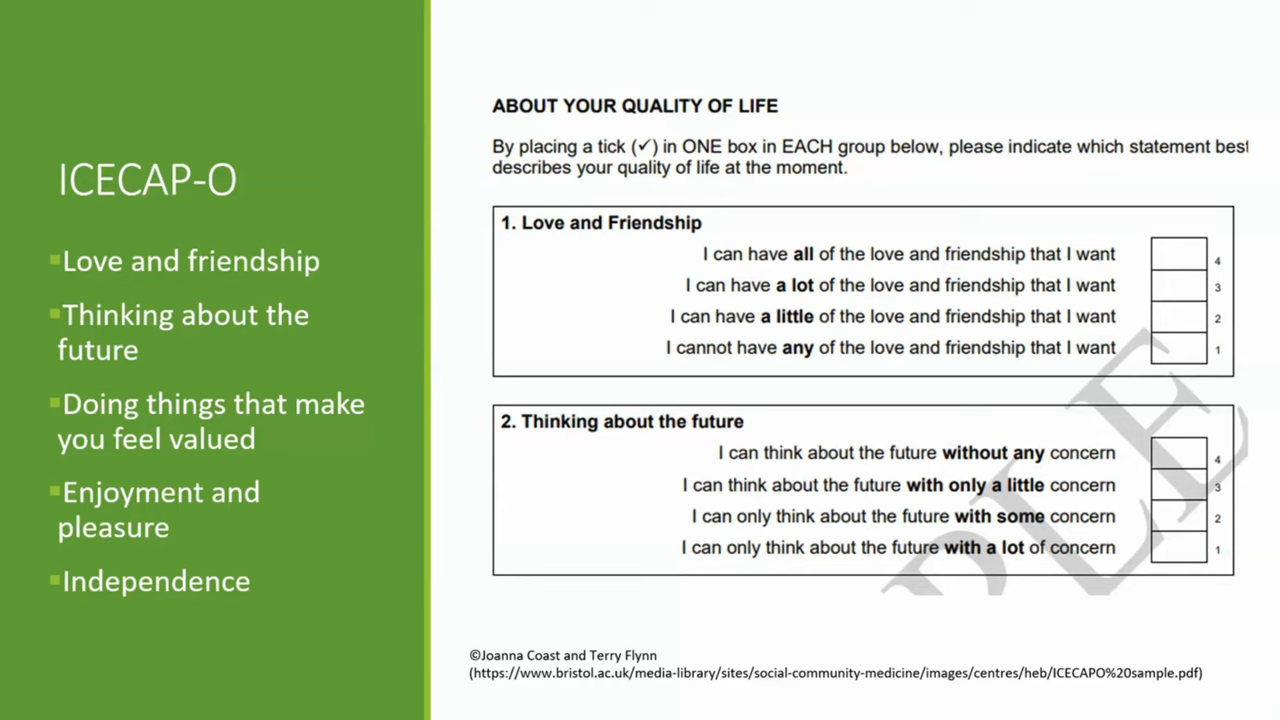 ICECAP-O
▪Love and friendship
▪Thinking about the
future
▪Doing things that make
you feel valued
▪Enjoyment and
pleasure
▪Independence
ABOUT YOUR QUALITY OF LIFE
By placing a tick (✓) in ONE box in EACH group below, please indicate which statement best
describes your quality of life at the moment.
1. Love and Friendship
I can have all of the love and friendship that I want 4
I can have a lot of the love and friendship that I want 3
I can have a little of the love and friendship that I want 2
I cannot have any of the love and friendship that I want 1
2. Thinking about the future
I can think about the future without any concern 4
I can think about the future with only a little concern 3
I can only think about the future with some concern 2
I can only think about the future with a lot of concern 1
PLE
©Joanna Coast and Terry Flynn
(https://www.bristol.ac.uk/media-library/sites/social-community-medicine/images/centres/heb/ICECAPO%20sample.pdf)